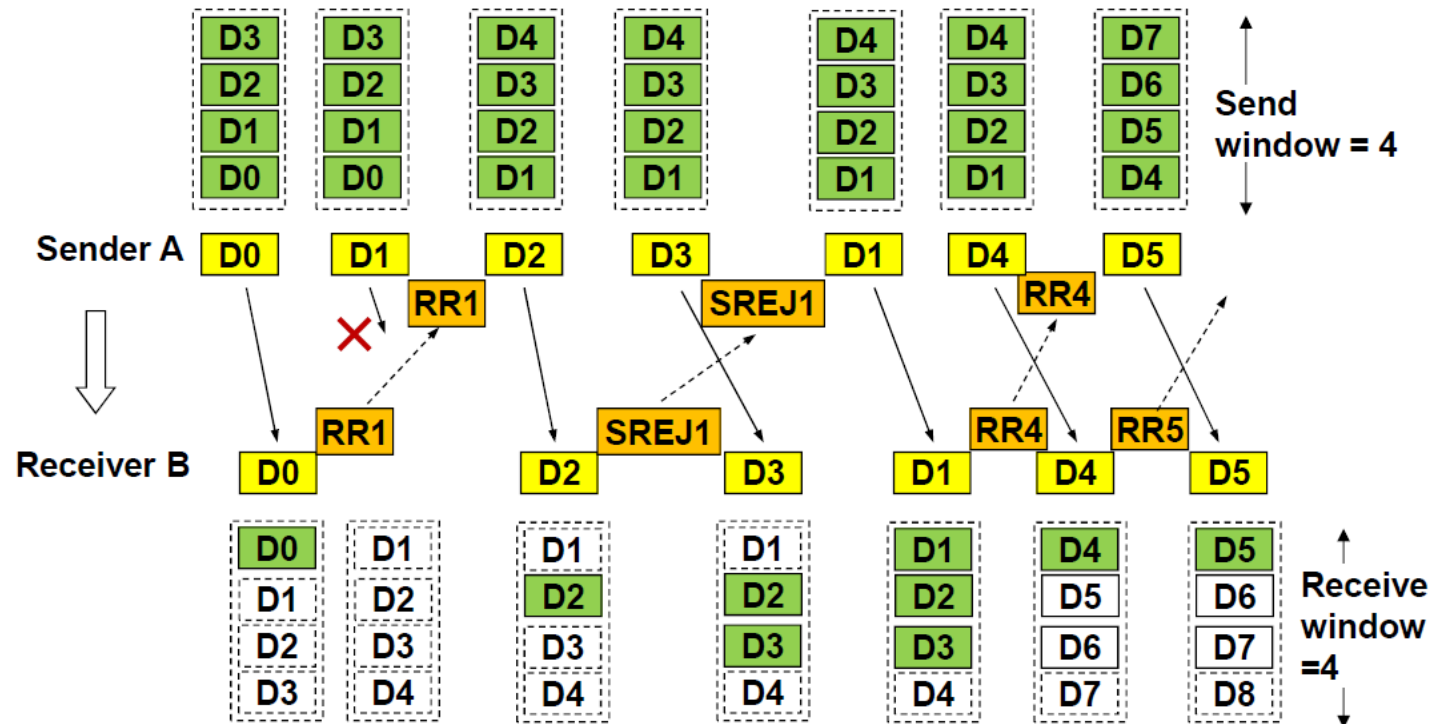 D3 D3 D4 D4 D4 D4 D7
D2 D2 D3 D3 D3 D3 D6
D1 D1 D2 D2 D2 D2 D5
D0 D0 D1 D1 D1 D1 D4
Send
window = 4
Sender A D0 D1 D2 D3 D1 D4 D5
RR1 SREJ1 RR4
RR1 SREJ1 RR4 RR5
Receiver B D0 D2 D3 D1 D4 D5
D0 D1 D1 D1 D1 D4 D5
D1 D2 D2 D2 D2 D5 D6
D2 D3 D3 D3 D3 D6 D7
D3 D4 D4 D4 D4 D7 D8
Receive
window
=4